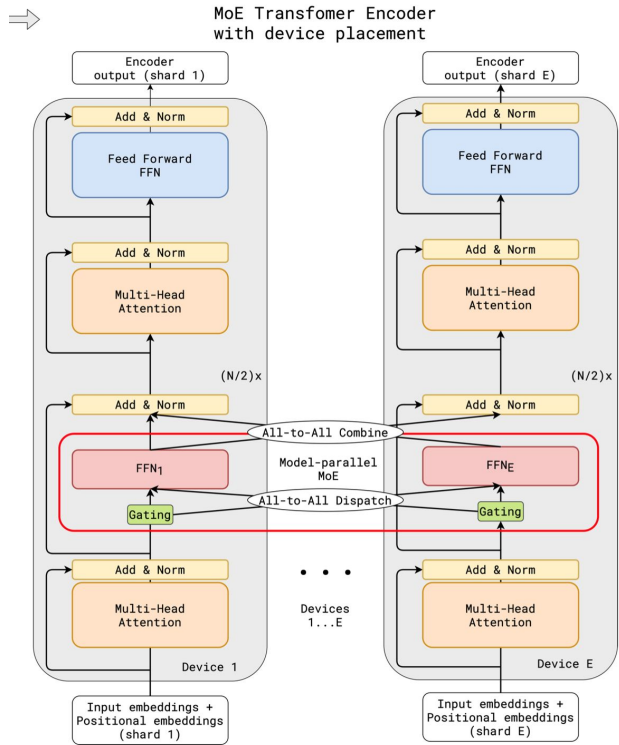 MoE Transfomer Encoder
with device placement
Encoder
output (shard 1)
Add & Norm
Feed Forward
FFN
Add & Norm
Multi-Head
Attention
(N/2)x
Add & Norm
FFN1
Gating
Add & Norm
Multi-Head
Attention
Device 1
Input embeddings +
Positional embeddings
(shard 1)
All-to-All Combine
Model-parallel
MoE
All-to-All Dispatch
Devices
1...E
Encoder
output (shard E)
Add & Norm
Feed Forward
FFN
Add & Norm
Multi-Head
Attention
(N/2)x
Add & Norm
FFNE
Gating
Add & Norm
Multi-Head
Attention
Device E
Input embeddings +
Positional embeddings
(shard E)